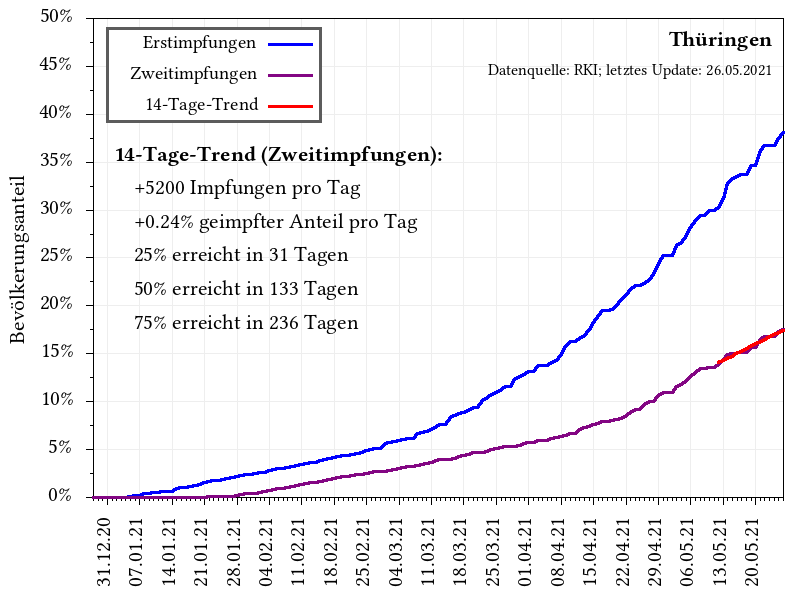 Thüringen
Datenquelle: RKI; letztes Update: 26.05.2021
Erstimpfungen
Zweitimpfungen
14-Tage-Trend
14-Tage-Trend (Zweitimpfungen):
+5200 Impfungen pro Tag
+0.24% geimpfter Anteil pro Tag
25% erreicht in 31 Tagen
50% erreicht in 133 Tagen
75% erreicht in 236 Tagen
Bevölkerungsanteil
50%
45%
40%
35%
30%
25%
20%
15%
10%
5%
0%
31.12.20
07.01.21
14.01.21
21.01.21
28.01.21
04.02.21
11.02.21
18.02.21
25.02.21
04.03.21
11.03.21
18.03.21
25.03.21
01.04.21
08.04.21
15.04.21
22.04.21
29.04.21
06.05.21
13.05.21
20.05.21